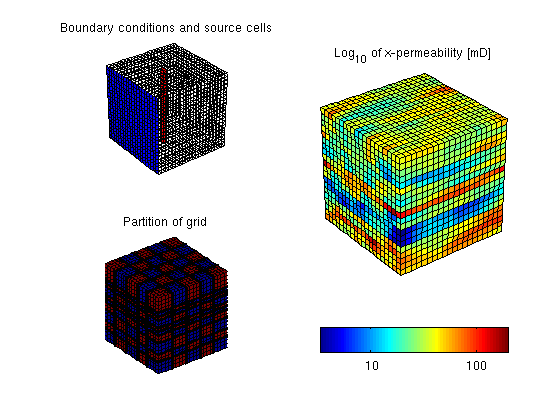 Boundary conditions and source cells
Log10 of x-permeability [mD]
Partition of grid
10
100